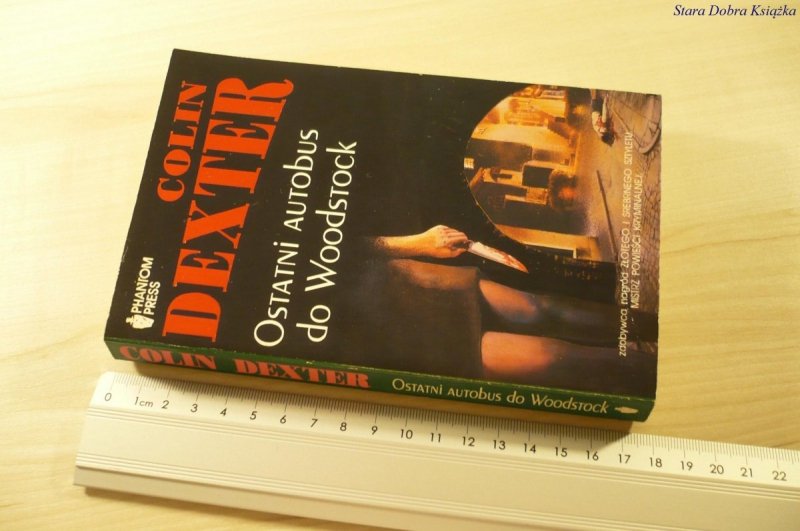 Stara Dobra Książka
COLIN
DEXTER
OSTATNI AUTOBUS
do WOODSTOCK
PHANTOM
PRESS
zdobywca nagród ZŁOTEGO I SREBRNEGO SZTYLETU
MISTRZ POWIEŚCI KRYMINALNEJ
COLIN DEXTER OSTATNI AUTOBUS do WOODSTOCK
0 1cm 2 3 4 5 6 7 8 9 10 11 12 13 14 15 16 17 18 19 20 21 22